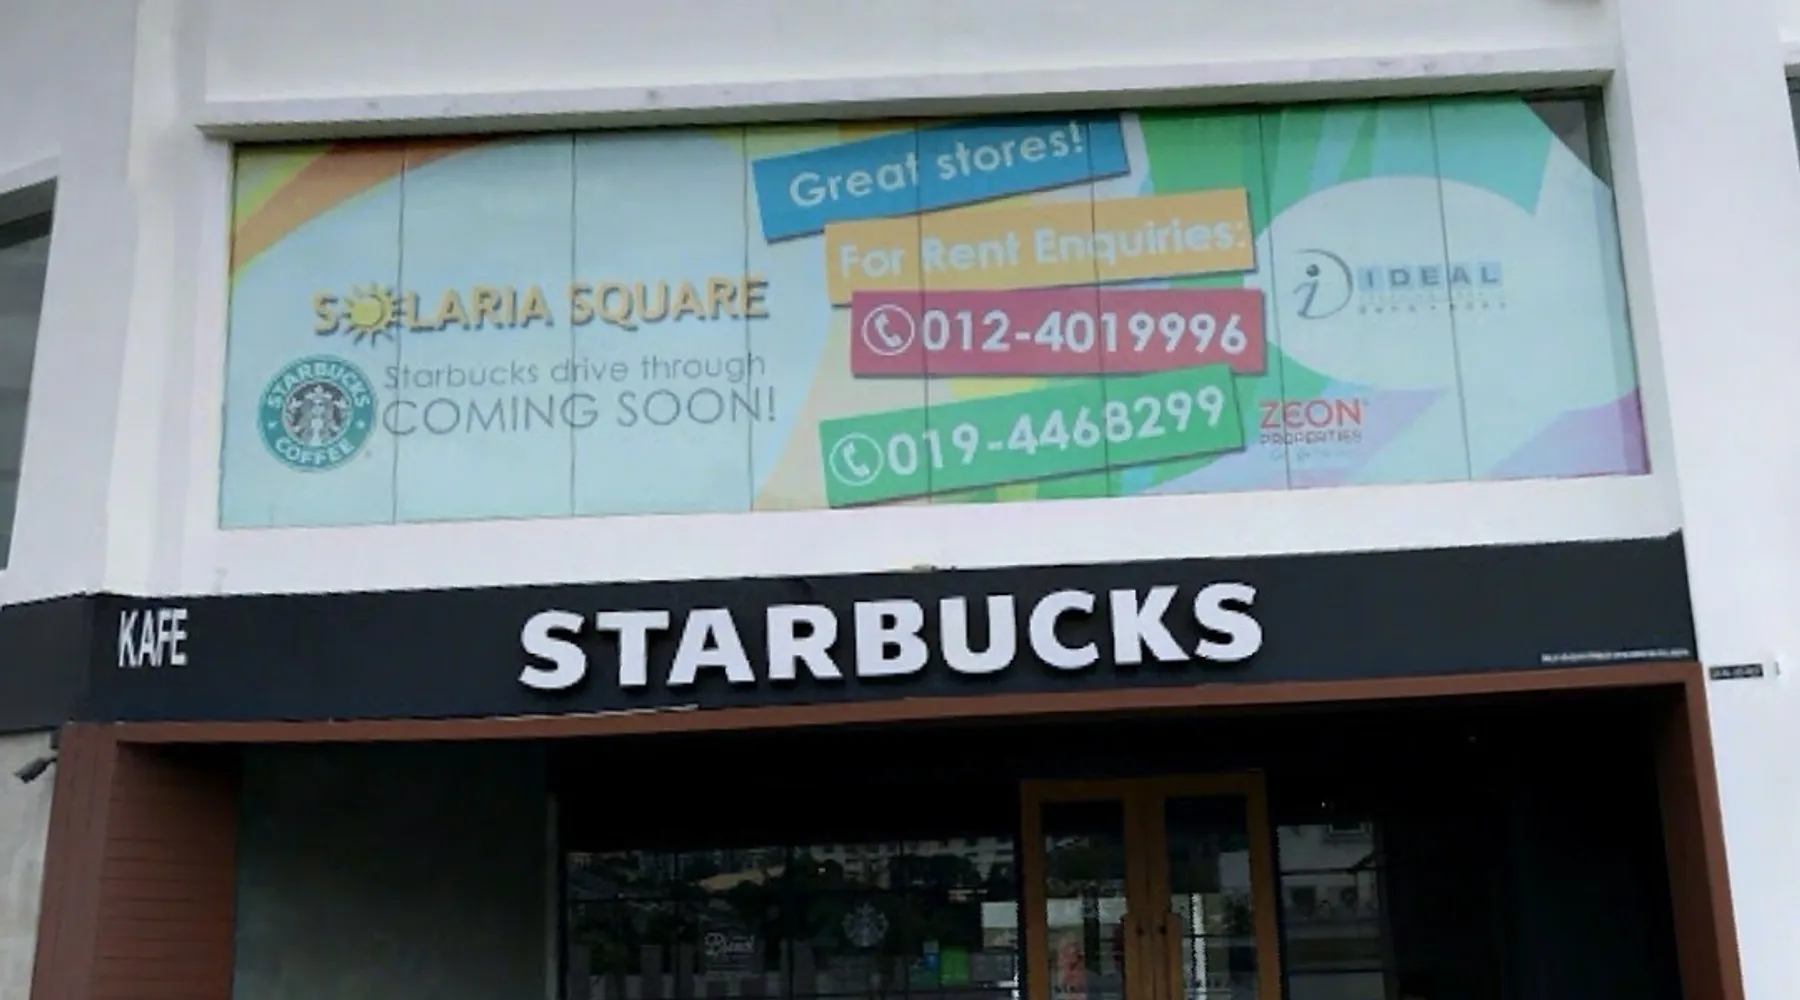 Great stores!
For Rent Enquiries:
012-4019996
019-4468299
SOLARIA SQUARE
Starbucks drive through
COMING SOON!
STARBUCKS
COFFEE
IDEAL
ZEON
PROPERTIES
KAFE
STARBUCKS